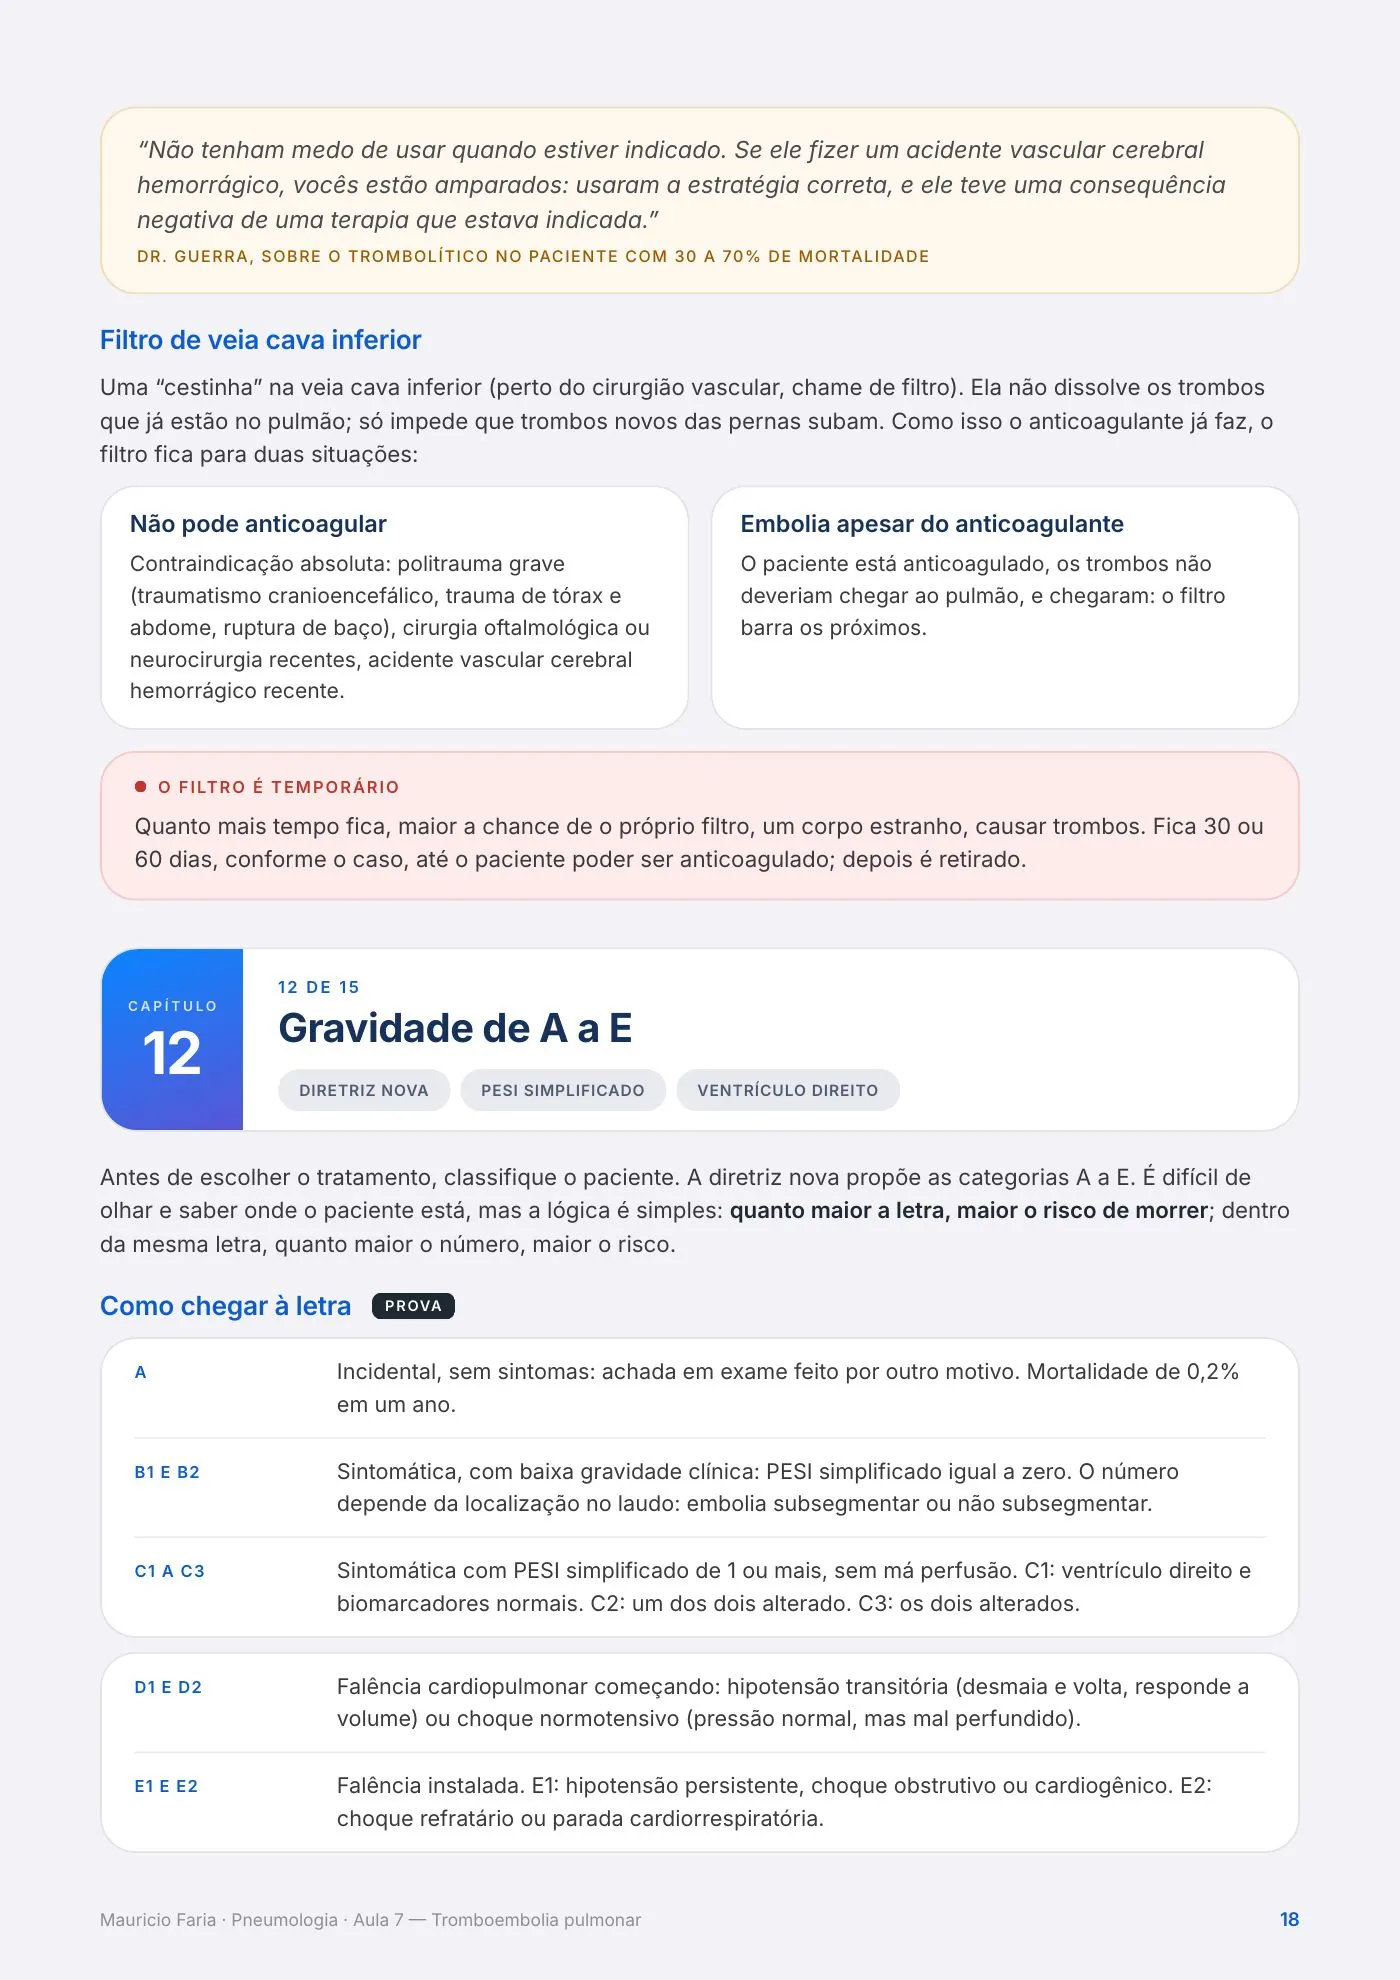 “Não tenham medo de usar quando estiver indicado. Se ele fizer um acidente vascular cerebral
hemorrágico, vocês estão amparados: usaram a estratégia correta, e ele teve uma consequência
negativa de uma terapia que estava indicada.”
DR. GUERRA, SOBRE O TROMBOLÍTICO NO PACIENTE COM 30 A 70% DE MORTALIDADE
Filtro de veia cava inferior
Uma “cestinha” na veia cava inferior (perto do cirurgião vascular, chame de filtro). Ela não dissolve os trombos
que já estão no pulmão; só impede que trombos novos das pernas subam. Como isso o anticoagulante já faz, o
filtro fica para duas situações:
Não pode anticoagular
Contraindicação absoluta: politrauma grave
(traumatismo cranioencefálico, trauma de tórax e
abdome, ruptura de baço), cirurgia oftalmológica ou
neurocirurgia recentes, acidente vascular cerebral
hemorrágico recente.
Embolia apesar do anticoagulante
O paciente está anticoagulado, os trombos não
deveriam chegar ao pulmão, e chegaram: o filtro
barra os próximos.
O FILTRO É TEMPORÁRIO
Quanto mais tempo fica, maior a chance de o próprio filtro, um corpo estranho, causar trombos. Fica 30 ou
60 dias, conforme o caso, até o paciente poder ser anticoagulado; depois é retirado.
CAPÍTULO
12
12 DE 15
Gravidade de A a E
DIRETRIZ NOVA
PESI SIMPLIFICADO
VENTRÍCULO DIREITO
Antes de escolher o tratamento, classifique o paciente. A diretriz nova propõe as categorias A a E. É difícil de
olhar e saber onde o paciente está, mas a lógica é simples: quanto maior a letra, maior o risco de morrer; dentro
da mesma letra, quanto maior o número, maior o risco.
Como chegar à letra PROVA
A
Incidental, sem sintomas: achada em exame feito por outro motivo. Mortalidade de 0,2%
em um ano.
B1 E B2
Sintomática, com baixa gravidade clínica: PESI simplificado igual a zero. O número
depende da localização no laudo: embolia subsegmentar ou não subsegmentar.
C1 A C3
Sintomática com PESI simplificado de 1 ou mais, sem má perfusão. C1: ventrículo direito e
biomarcadores normais. C2: um dos dois alterado. C3: os dois alterados.
D1 E D2
Falência cardiopulmonar começando: hipotensão transitória (desmaia e volta, responde a
volume) ou choque normotensivo (pressão normal, mas mal perfundido).
E1 E E2
Falência instalada. E1: hipotensão persistente, choque obstrutivo ou cardiogênico. E2:
choque refratário ou parada cardiorrespiratória.
Mauricio Faria · Pneumologia · Aula 7 — Tromboembolia pulmonar
18